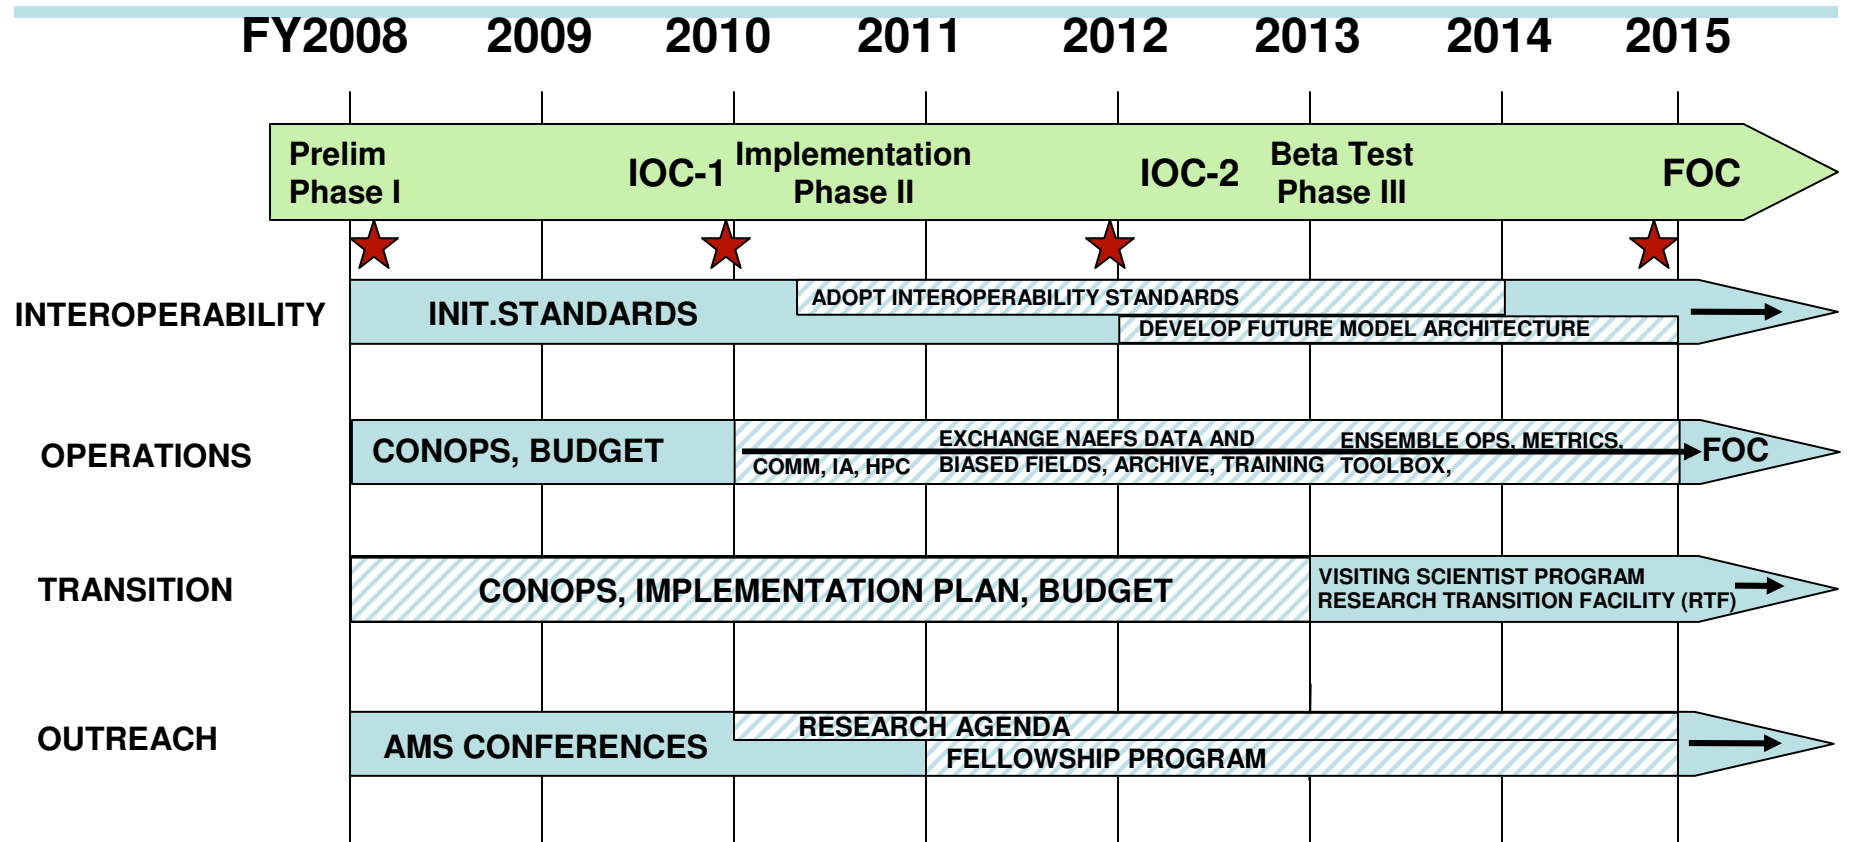 FY2008 2009 2010 2011 2012 2013 2014 2015
Prelim
Phase I
IOC-1
Implementation
Phase II
IOC-2
Beta Test
Phase III
FOC
INTEROPERABILITY
INIT.STANDARDS
ADOPT INTEROPERABILITY STANDARDS
DEVELOP FUTURE MODEL ARCHITECTURE
OPERATIONS
CONOPS, BUDGET
COMM, IA, HPC
EXCHANGE NAEFS DATA AND
BIASED FIELDS, ARCHIVE, TRAINING
ENSEMBLE OPS, METRICS,
TOOLBOX,
FOC
TRANSITION
CONOPS, IMPLEMENTATION PLAN, BUDGET
VISITING SCIENTIST PROGRAM
RESEARCH TRANSITION FACILITY (RTF)
OUTREACH
AMS CONFERENCES
RESEARCH AGENDA
FELLOWSHIP PROGRAM